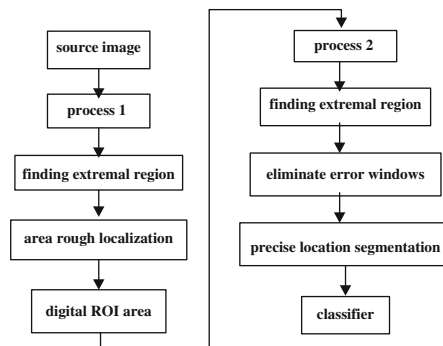 source image
process 1
finding extremal region
area rough localization
digital ROI area
process 2
finding extremal region
eliminate error windows
precise location segmentation
classifier